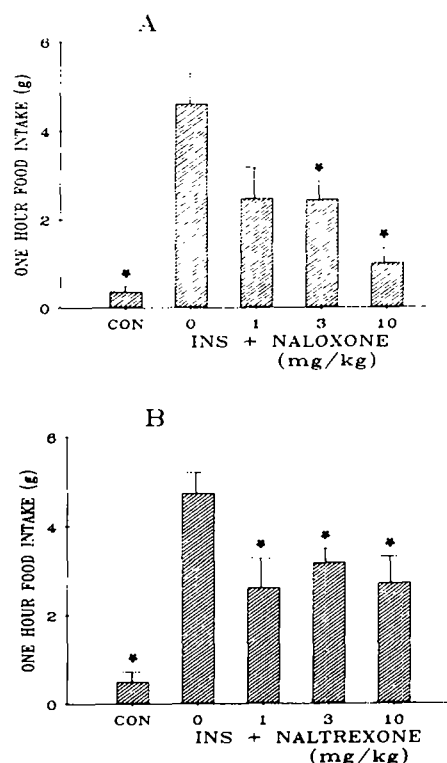 A
6
4
2
0
ONE HOUR FOOD INTAKE (g)
*
*
*
CON 0 1 3 10
INS + NALOXONE
(mg/kg)
B
6
4
2
0
ONE HOUR FOOD INTAKE (g)
*
*
*
*
CON 0 1 3 10
INS + NALTREXONE
(mg/kg)